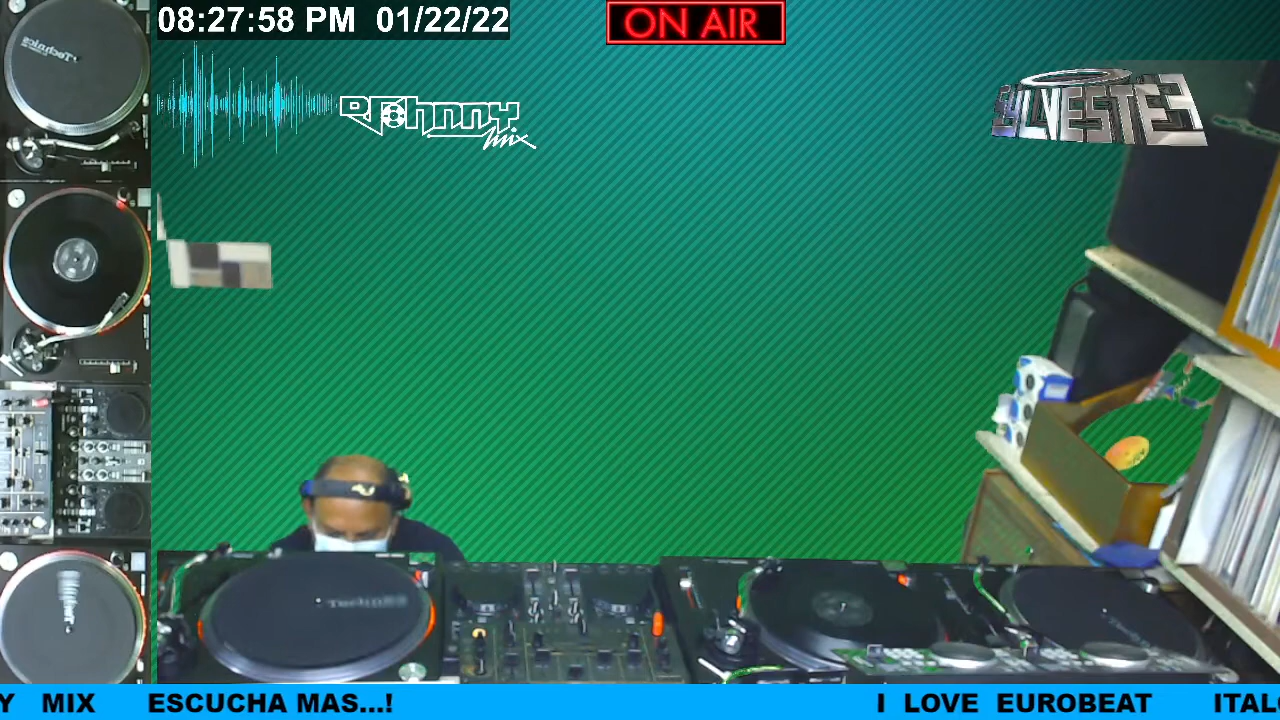 08:27:58 PM 01/22/22
ON AIR
DJohnny
Mix
SYLVESTER
Technics
Technics
Y MIX ESCUCHA MAS...! I LOVE EUROBEAT ITALO